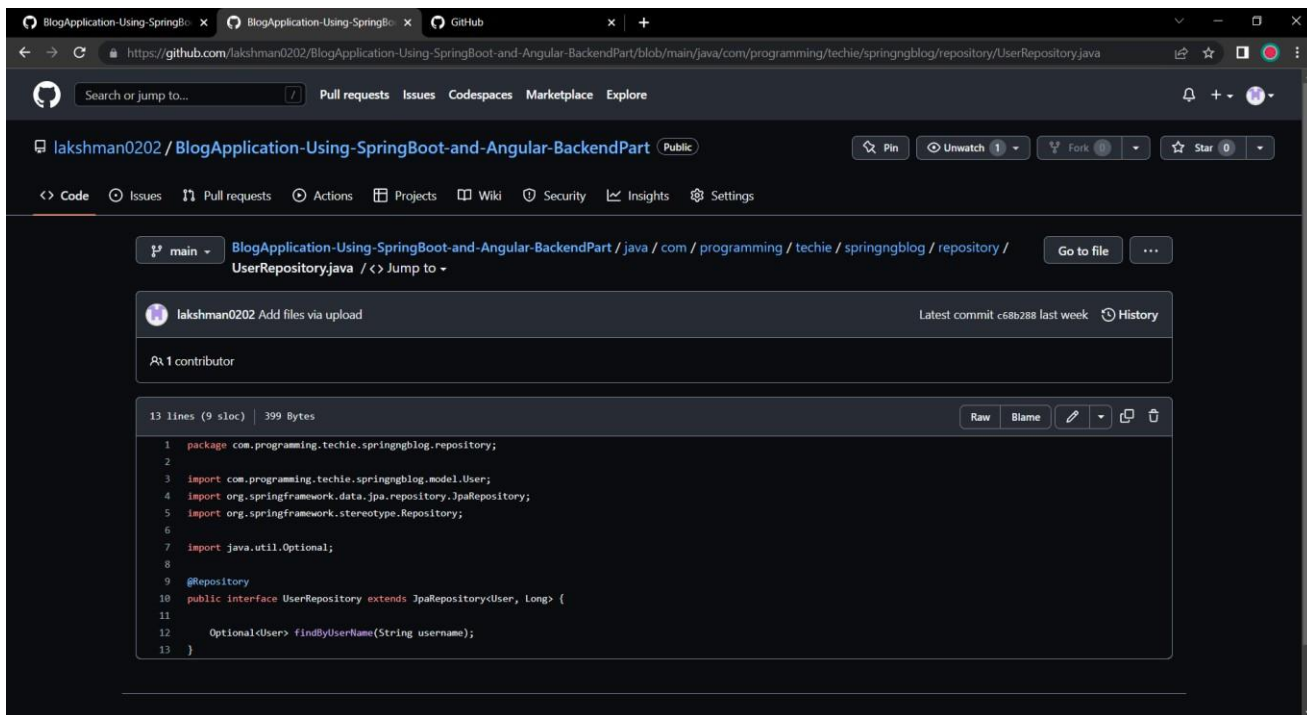 BlogApplication-Using-SpringBo
BlogApplication-Using-SpringBo
GitHub
https://github.com/lakshman0202/BlogApplication-Using-SpringBoot-and-Angular-BackendPart/blob/main/java/com/programming/techie/springngblog/repository/UserRepository.java
Search or jump to... / Pull requests Issues Codespaces Marketplace Explore
lakshman0202 / BlogApplication-Using-SpringBoot-and-Angular-BackendPart Public
Pin Unwatch 1 Fork 0 Star 0
<> Code Issues Pull requests Actions Projects Wiki Security Insights Settings
main BlogApplication-Using-SpringBoot-and-Angular-BackendPart / java / com / programming / techie / springngblog / repository / Go to file ...
UserRepository.java / <> Jump to
lakshman0202 Add files via upload Latest commit c68b288 last week History
1 contributor
13 lines (9 sloc) | 399 Bytes Raw Blame
1 package com.programming.techie.springngblog.repository;
2
3 import com.programming.techie.springngblog.model.User;
4 import org.springframework.data.jpa.repository.JpaRepository;
5 import org.springframework.stereotype.Repository;
6
7 import java.util.Optional;
8
9 @Repository
10 public interface UserRepository extends JpaRepository<User, Long> {
11
12 Optional<User> findByUserName(String username);
13 }